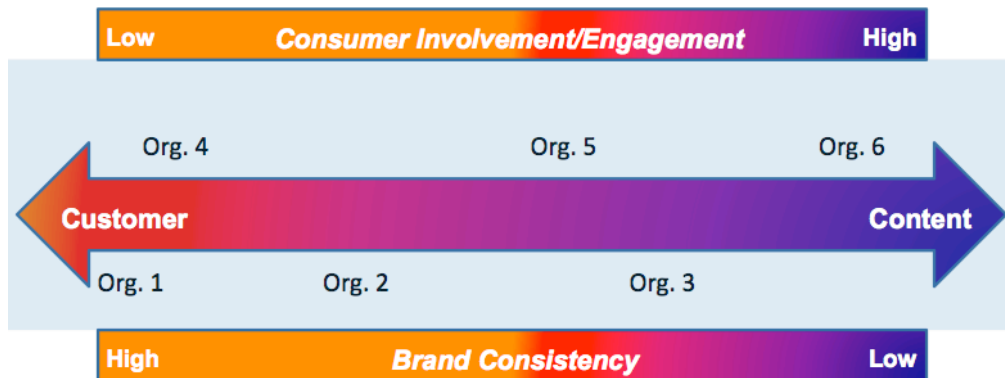 Low Consumer Involvement/Engagement High
Org. 4 Org. 5 Org. 6
Customer Content
Org. 1 Org. 2 Org. 3
High Brand Consistency Low